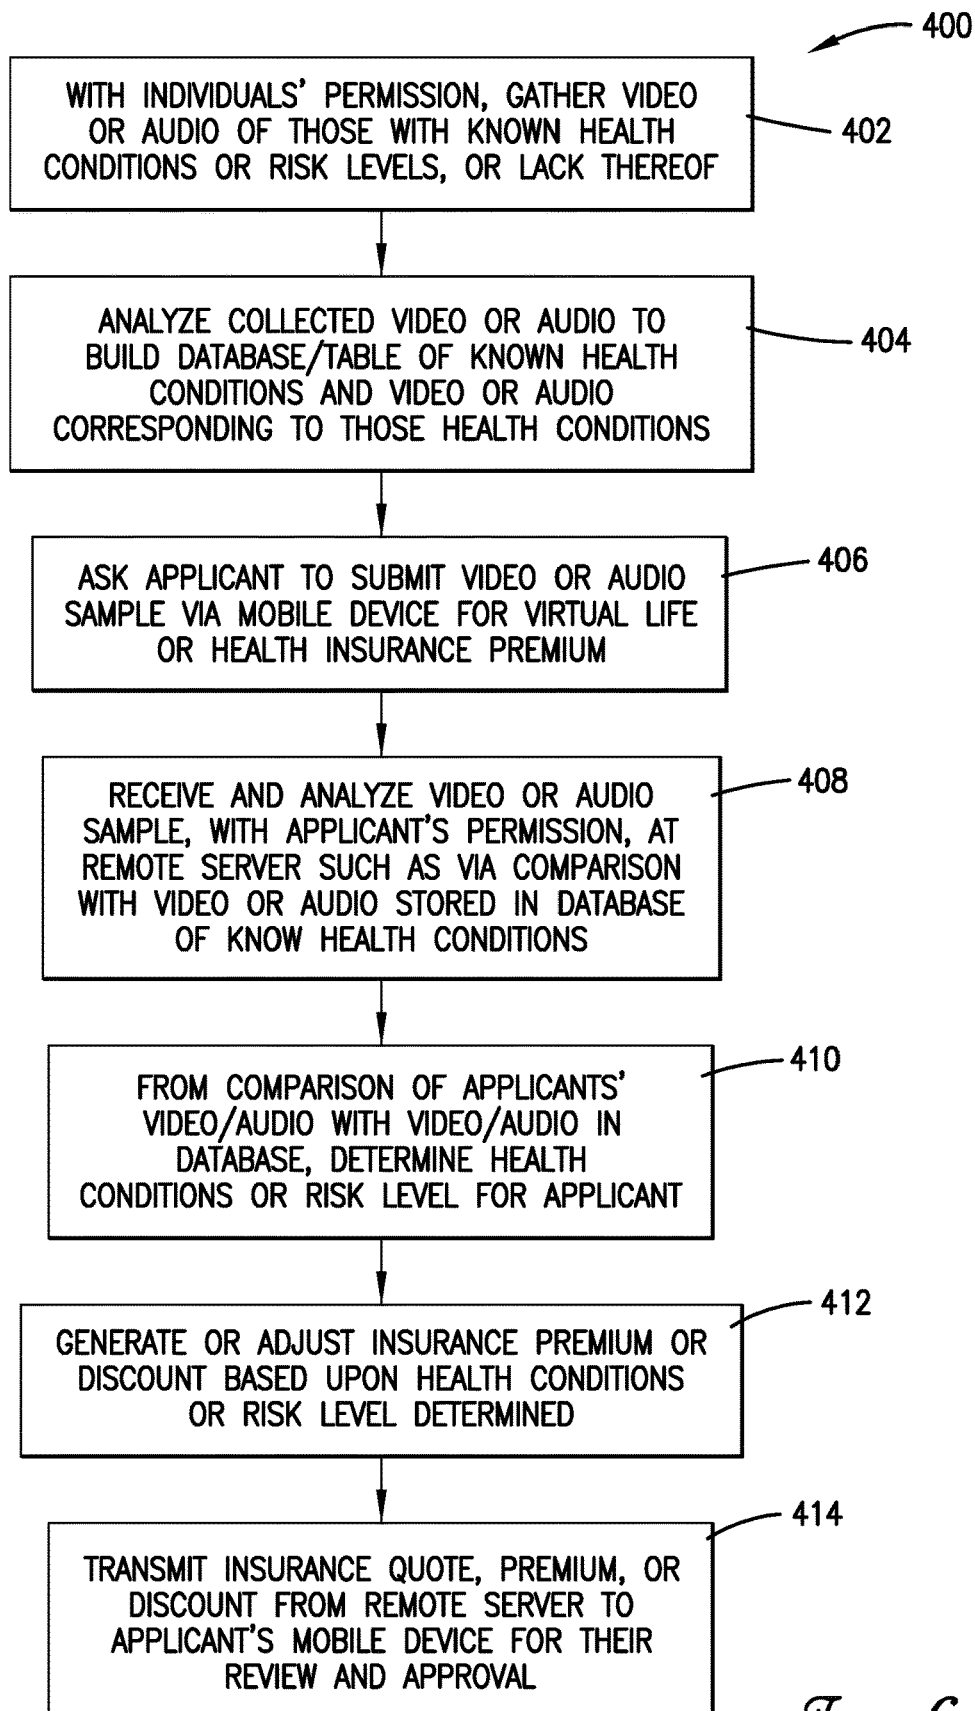 400
WITH INDIVIDUALS' PERMISSION, GATHER VIDEO
OR AUDIO OF THOSE WITH KNOWN HEALTH
CONDITIONS OR RISK LEVELS, OR LACK THEREOF
402
ANALYZE COLLECTED VIDEO OR AUDIO TO
BUILD DATABASE/TABLE OF KNOWN HEALTH
CONDITIONS AND VIDEO OR AUDIO
CORRESPONDING TO THOSE HEALTH CONDITIONS
404
ASK APPLICANT TO SUBMIT VIDEO OR AUDIO
SAMPLE VIA MOBILE DEVICE FOR VIRTUAL LIFE
OR HEALTH INSURANCE PREMIUM
406
RECEIVE AND ANALYZE VIDEO OR AUDIO
SAMPLE, WITH APPLICANT'S PERMISSION, AT
REMOTE SERVER SUCH AS VIA COMPARISON
WITH VIDEO OR AUDIO STORED IN DATABASE
OF KNOW HEALTH CONDITIONS
408
FROM COMPARISON OF APPLICANTS'
VIDEO/AUDIO WITH VIDEO/AUDIO IN
DATABASE, DETERMINE HEALTH
CONDITIONS OR RISK LEVEL FOR APPLICANT
410
GENERATE OR ADJUST INSURANCE PREMIUM OR
DISCOUNT BASED UPON HEALTH CONDITIONS
OR RISK LEVEL DETERMINED
412
TRANSMIT INSURANCE QUOTE, PREMIUM, OR
DISCOUNT FROM REMOTE SERVER TO
APPLICANT'S MOBILE DEVICE FOR THEIR
REVIEW AND APPROVAL
414